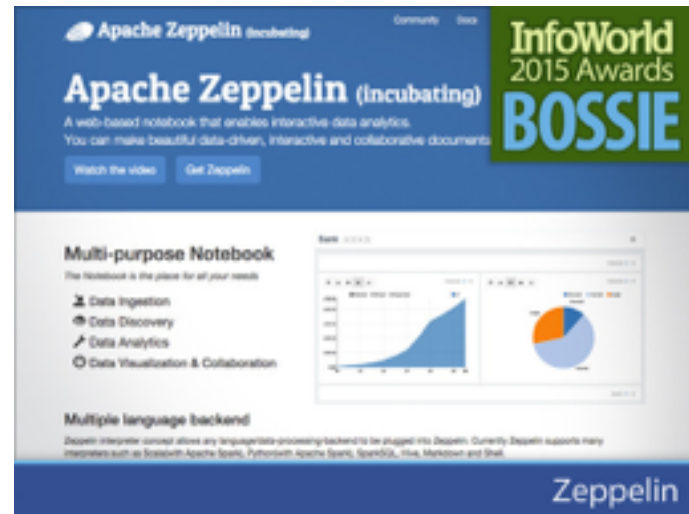 Apache Zeppelin (incubating)
Community Docs
InfoWorld
2015 Awards
BOSSIE
Apache Zeppelin (incubating)
A web-based notebook that enables interactive data analytics.
You can make beautiful data-driven, interactive and collaborative documents
Watch the video Get Zeppelin
Multi-purpose Notebook
The Notebook is the place for all your needs
Data Ingestion
Data Discovery
Data Analytics
Data Visualization & Collaboration
Bank
Multiple language backend
Zeppelin interpreter concept allows any language/data-processing-backend to be plugged into Zeppelin. Currently Zeppelin supports many
interpreters such as Scala(with Apache Spark), Python(with Apache Spark), SparkSQL, Hive, Markdown and Shell.
Zeppelin